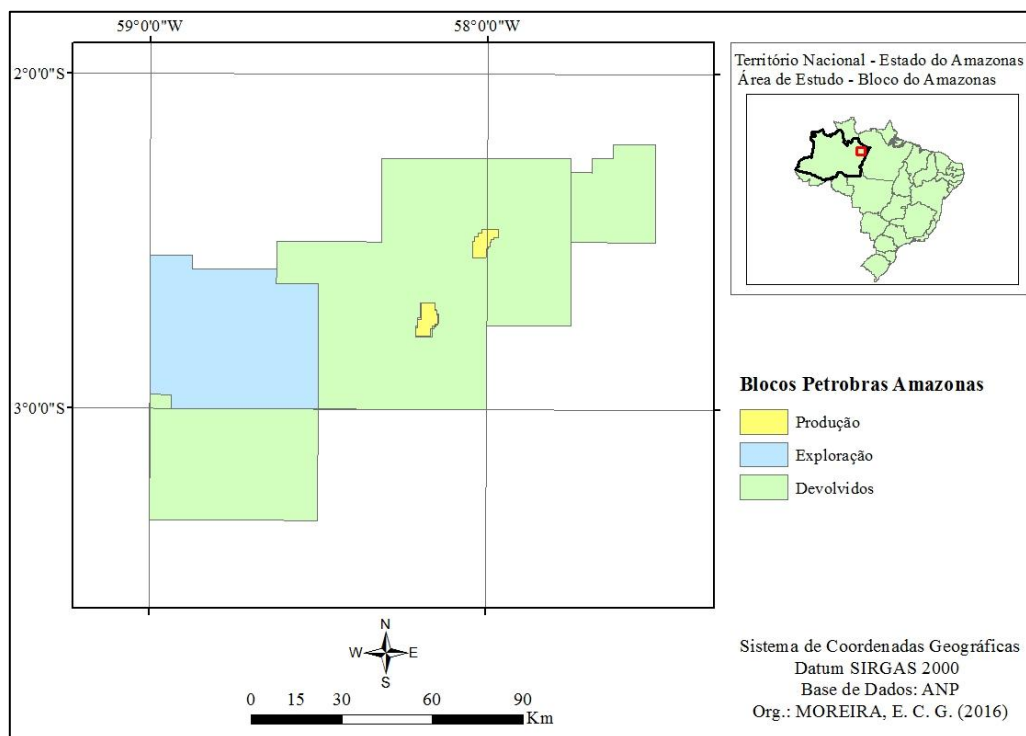 59°0'0"W
58°0'0"W
2°0'0"S
3°0'0"S
Território Nacional - Estado do Amazonas
Área de Estudo - Bloco do Amazonas
Blocos Petrobras Amazonas
Produção
Exploração
Devolvidos
N
W
E
S
0 15 30 60 90
Km
Sistema de Coordenadas Geográficas
Datum SIRGAS 2000
Base de Dados: ANP
Org.: MOREIRA, E. C. G. (2016)